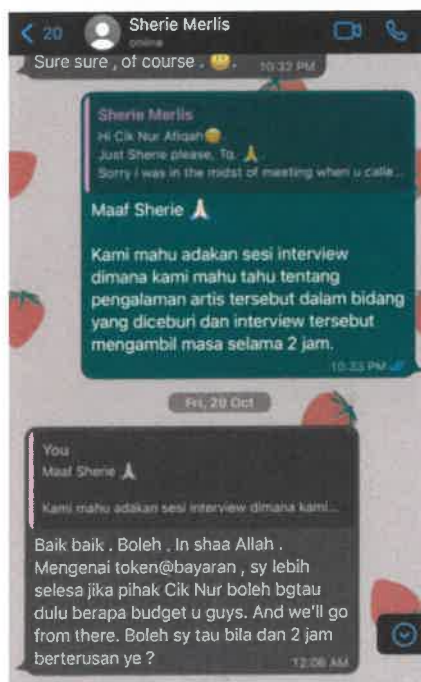 20
Sherie Merlis
online
Sure sure , of course . 😊.
10:32 PM
Sherie Merlis
Hi Cik Nur Atiqah😊
Just Sherie please, Tq. 🙏
Sorry i was in the midst of meeting when u calle...
Maaf Sherie 🙏🏻
Kami mahu adakan sesi interview
dimana kami mahu tahu tentang
pengalaman artis tersebut dalam bidang
yang diceburi dan interview tersebut
mengambil masa selama 2 jam.
10:33 PM
You
Maaf Sherie 🙏🏻
Kami mahu adakan sesi interview dimana kami...
Baik baik . Boleh . In shaa Allah .
Mengenai token@bayaran , sy lebih
selesa jika pihak Cik Nur boleh bgtau
dulu berapa budget u guys. And we'll go
from there. Boleh sy tau bila dan 2 jam
berterusan ye ?
12:06 AM